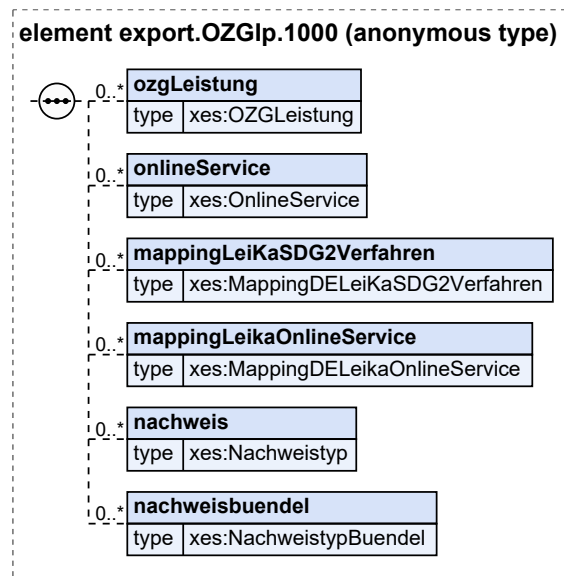 element export.OZGIp.1000 (anonymous type)
0..* ozgLeistung
type xes:OZGLeistung
0..* onlineService
type xes:OnlineService
0..* mappingLeiKaSDG2Verfahren
type xes:MappingDELeiKaSDG2Verfahren
0..* mappingLeikaOnlineService
type xes:MappingDELeikaOnlineService
0..* nachweis
type xes:Nachweistyp
0..* nachweisbuendel
type xes:NachweistypBuendel